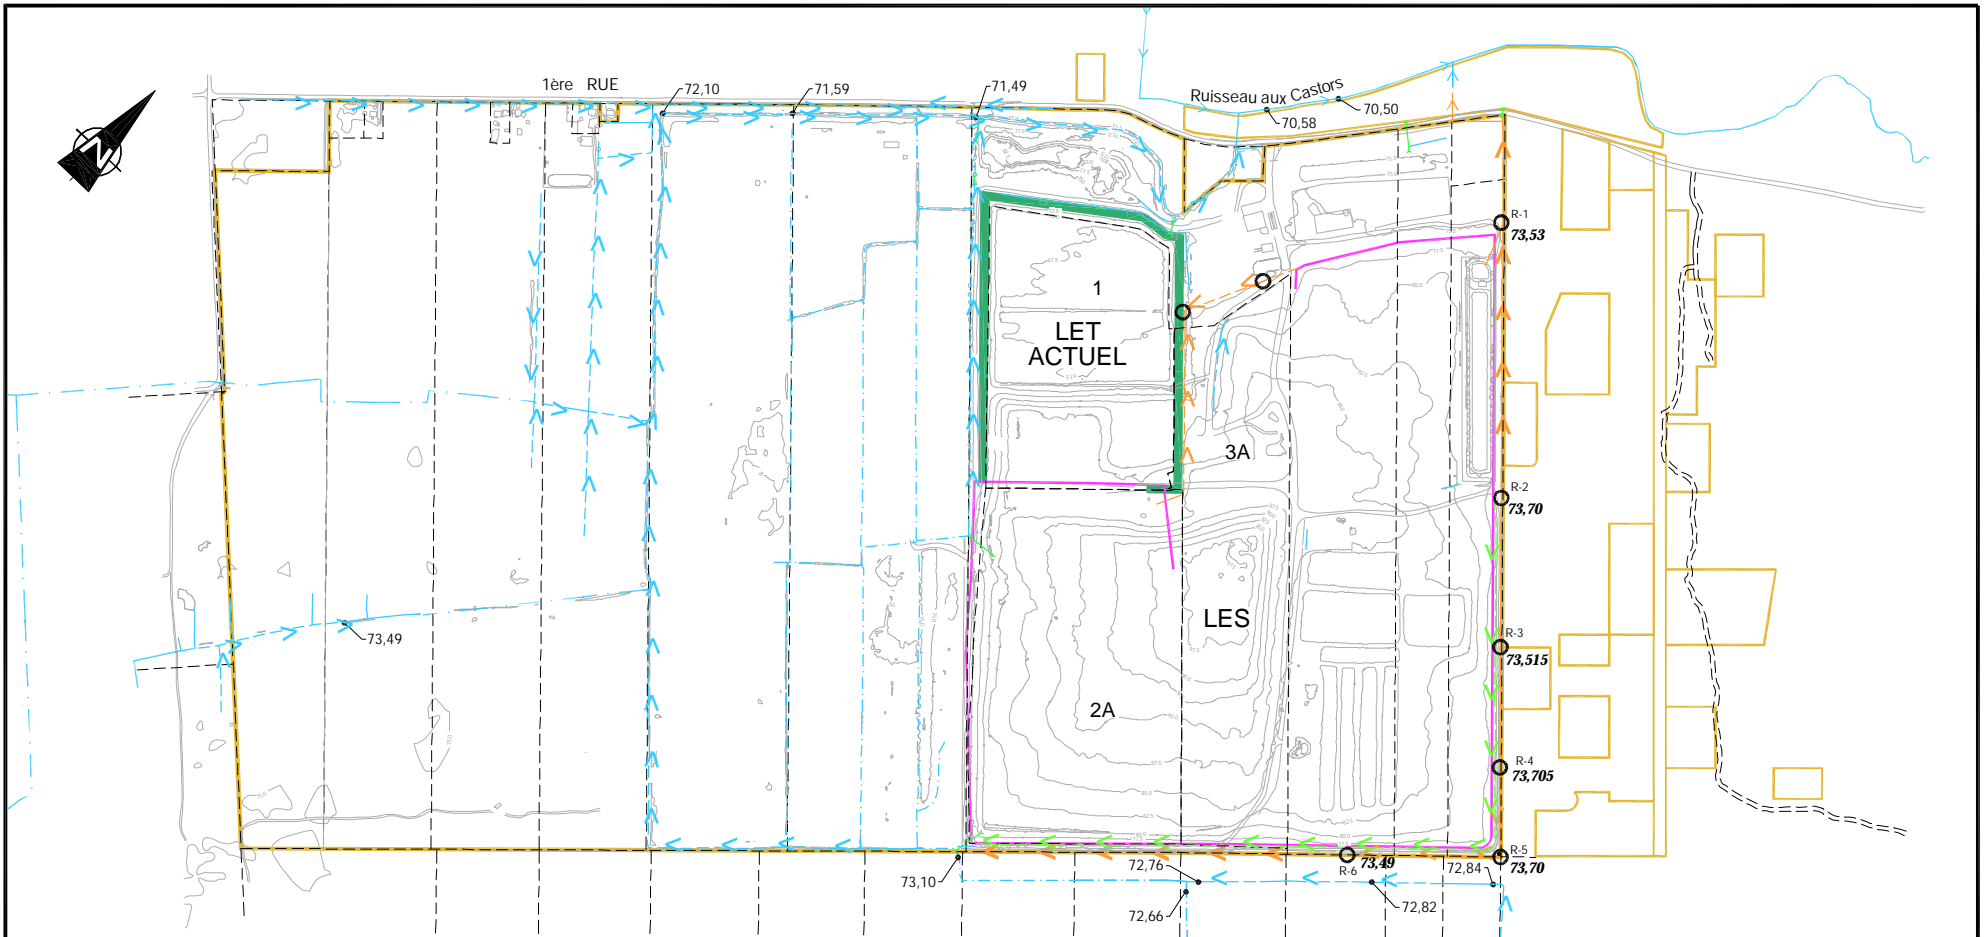 1ère RUE
72,10
71,59
71,49
Ruisseau aux Castors
70,50
70,58
N
R-1
73,53
1
LET
ACTUEL
3A
R-2
73,70
LES
73,49
R-3
73,515
2A
R-4
73,705
R-5
73,70
73,49
R-6
72,84
72,76
73,10
72,82
72,66